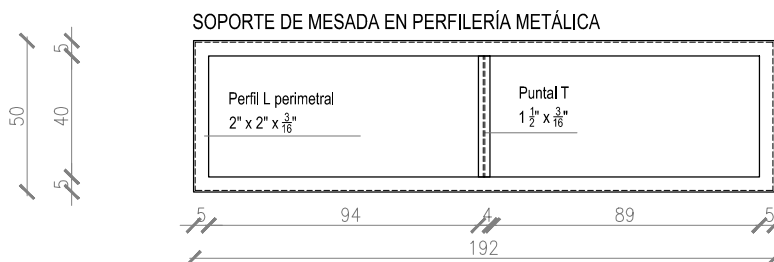 SOPORTE DE MESADA EN PERFILERÍA METÁLICA
5
50
40
5
Perfil L perimetral
2" x 2" x 3/16"
Puntal T
1 1/2" x 3/16"
5 94 4 89 5
192